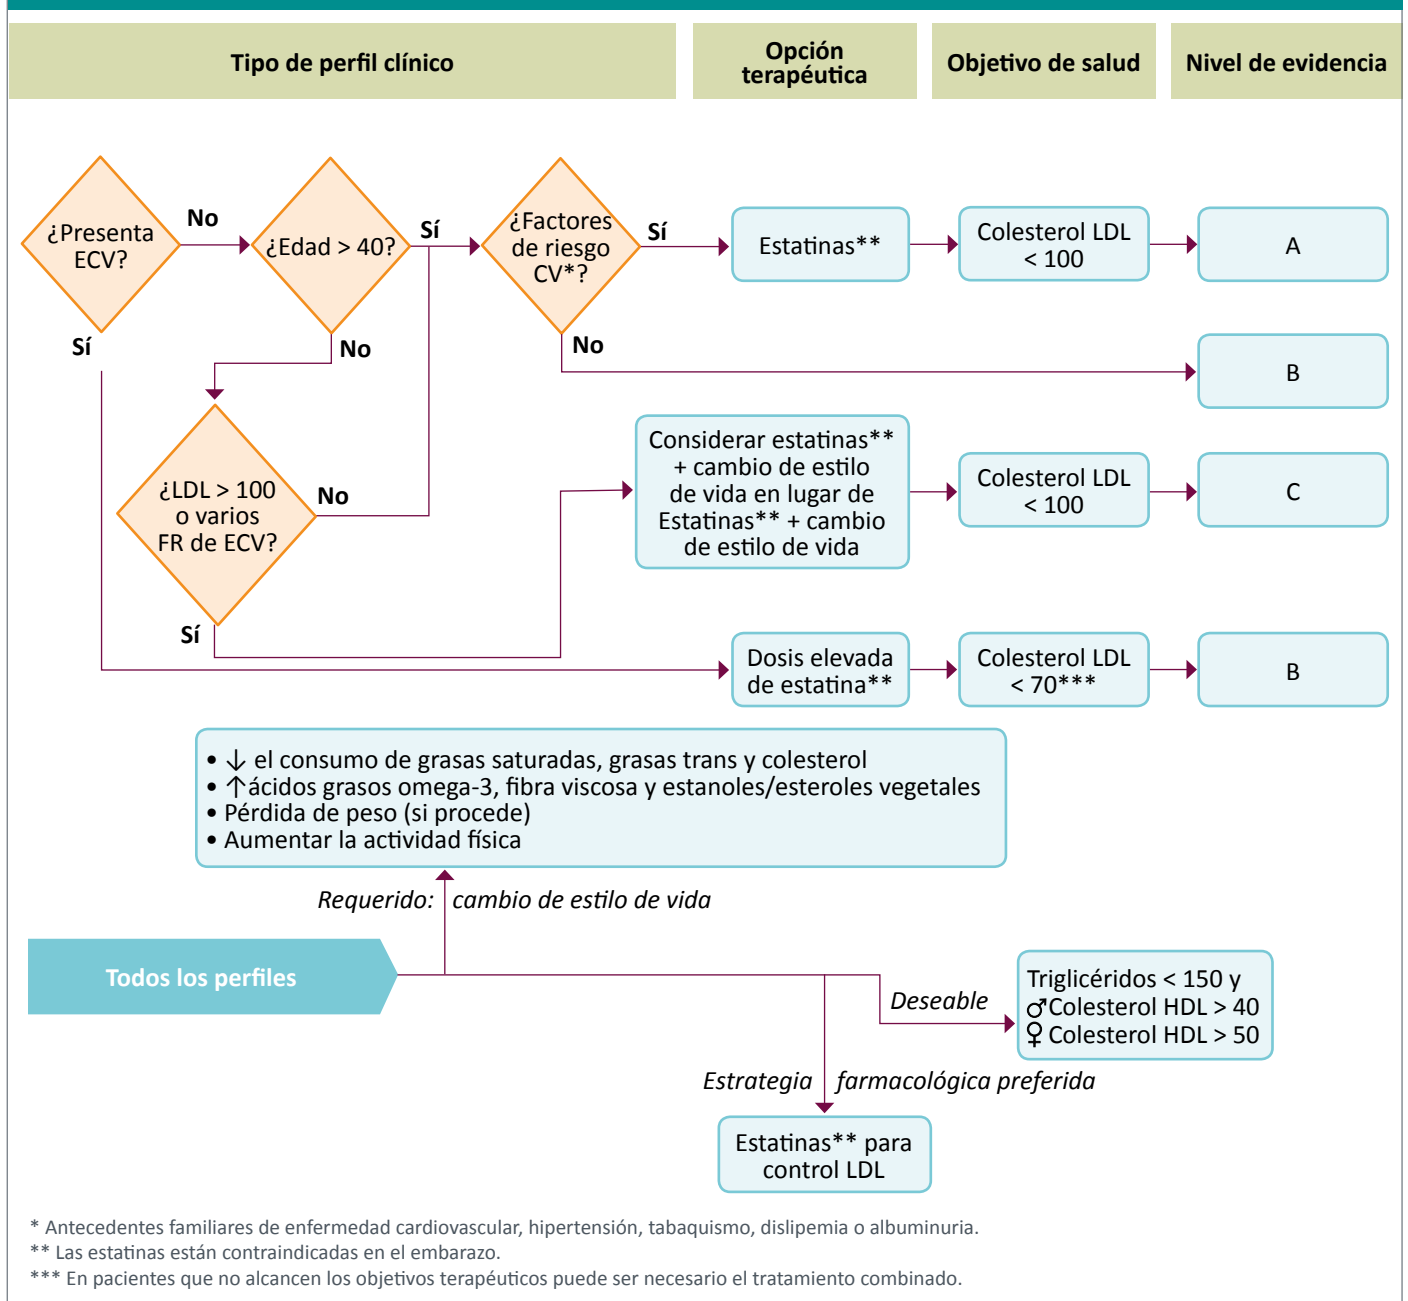 Tipo de perfil clínico
Opción
terapéutica
Objetivo de salud
Nivel de evidencia
¿Presenta
ECV?
No
¿Edad > 40?
Sí
¿Factores
de riesgo
CV*?
Sí
Estatinas**
Colesterol LDL
< 100
A
Sí
No
No
B
¿LDL > 100
o varios
FR de ECV?
No
Considerar estatinas**
+ cambio de estilo
de vida en lugar de
Estatinas** + cambio
de estilo de vida
Colesterol LDL
< 100
C
Sí
Dosis elevada
de estatina**
Colesterol LDL
< 70***
B
• ↓ el consumo de grasas saturadas, grasas trans y colesterol
• ↑ácidos grasos omega-3, fibra viscosa y estanoles/esteroles vegetales
• Pérdida de peso (si procede)
• Aumentar la actividad física
Requerido: cambio de estilo de vida
Todos los perfiles
Deseable
Triglicéridos < 150 y
♂Colesterol HDL > 40
♀ Colesterol HDL > 50
Estrategia farmacológica preferida
Estatinas** para
control LDL
* Antecedentes familiares de enfermedad cardiovascular, hipertensión, tabaquismo, dislipemia o albuminuria.
** Las estatinas están contraindicadas en el embarazo.
*** En pacientes que no alcancen los objetivos terapéuticos puede ser necesario el tratamiento combinado.